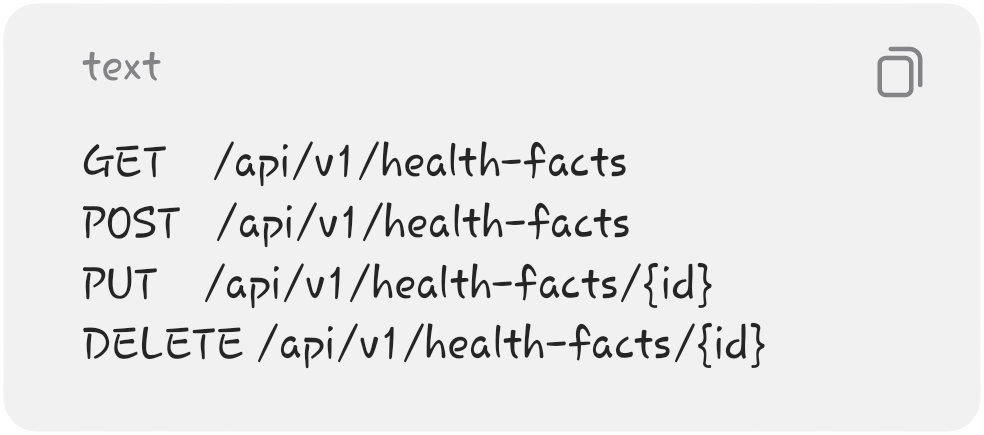 text
GET /api/v1/health-facts
POST /api/v1/health-facts
PUT /api/v1/health-facts/{id}
DELETE /api/v1/health-facts/{id}